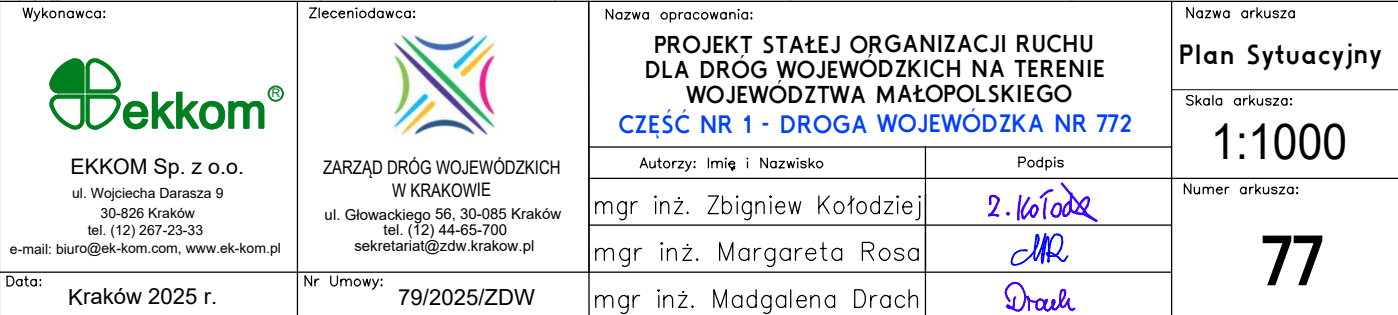 Wykonawca:
ekkom®
EKKOM Sp. z o.o.
ul. Wojciecha Darasza 9
30-826 Kraków
tel. (12) 267-23-33
e-mail: biuro@ek-kom.com, www.ek-kom.pl
Data:
Kraków 2025 r.
Zleceniodawca:
ZARZĄD DRÓG WOJEWÓDZKICH
W KRAKOWIE
ul. Głowackiego 56, 30-085 Kraków
tel. (12) 44-65-700
sekretariat@zdw.krakow.pl
Nr Umowy:
79/2025/ZDW
Nazwa opracowania:
PROJEKT STAŁEJ ORGANIZACJI RUCHU
DLA DRÓG WOJEWÓDZKICH NA TERENIE
WOJEWÓDZTWA MAŁOPOLSKIEGO
CZĘŚĆ NR 1 - DROGA WOJEWÓDZKA NR 772
Autorzy: Imię i Nazwisko
Podpis
mgr inż. Zbigniew Kołodziej
Z. Kołodz
mgr inż. Margareta Rosa
MR
mgr inż. Madgalena Drach
Drach
Nazwa arkusza
Plan Sytuacyjny
Skala arkusza:
1:1000
Numer arkusza:
77